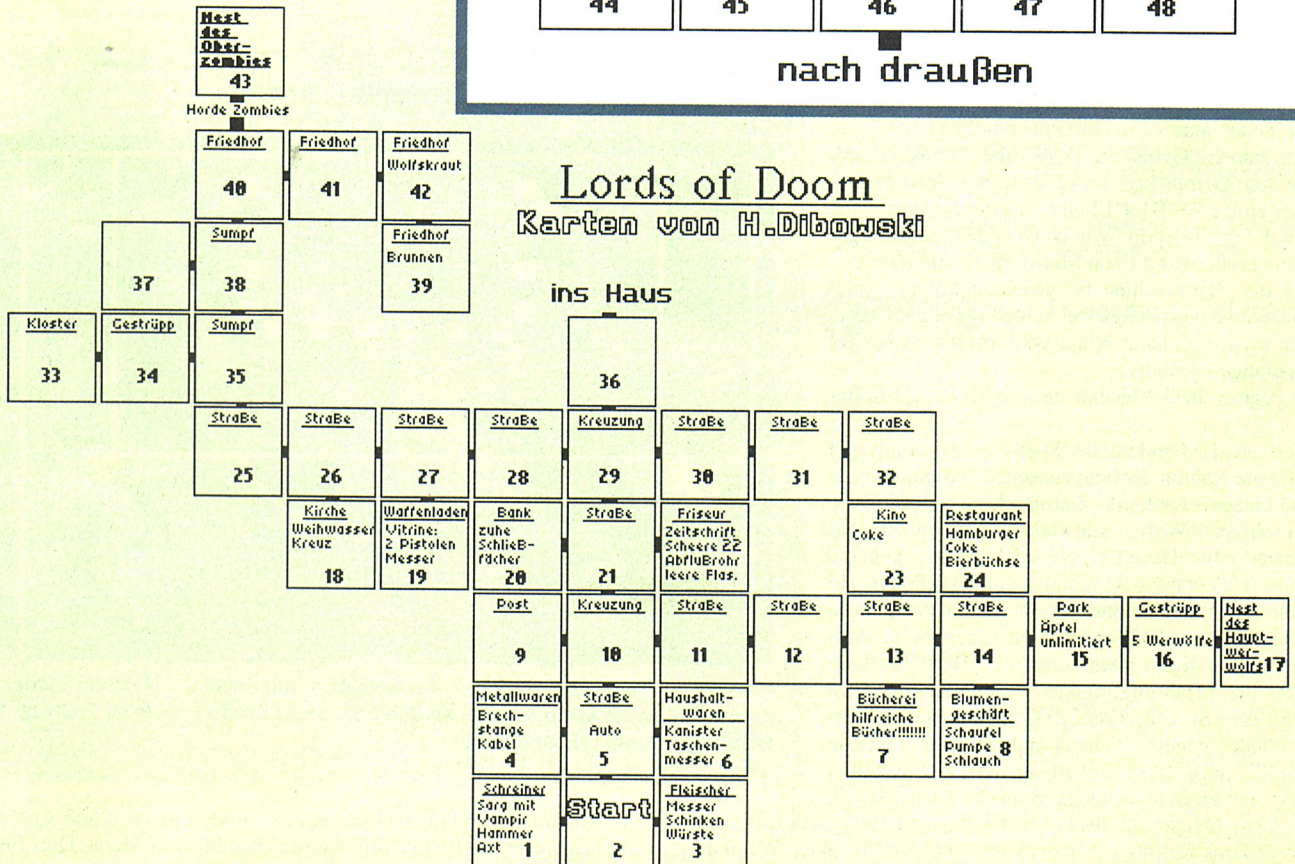 44 45 46 47 48
nach draußen
Nest
des
Ober-
zombies
43
Horde Zombies
Friedhof
40
Friedhof
41
Friedhof
Wolfskraut
42
Lords of Doom
Karten von H.Dibowski
37
Sumpf
38
Friedhof
Brunnen
39
ins Haus
Kloster
33
Gestrüpp
34
Sumpf
35
36
Straße
25
Straße
26
Straße
27
Straße
28
Kreuzung
29
Straße
30
Straße
31
Straße
32
Kirche
Weihwasser
Kreuz
18
Waffenladen
Vitrine:
2 Pistolen
Messer
19
Bank
zuhe
Schließ-
fächer
20
Straße
21
Friseur
Zeitschrift
Scheere 22
Abflußrohr
leere Flas.
Kino
Coke
23
Restaurant
Hamburger
Coke
Bierbüchse
24
Post
9
Kreuzung
10
Straße
11
Straße
12
Straße
13
Straße
14
Park
Äpfel
unlimitiert
15
Gestrüpp
5 Werwölfe
16
Nest
des
Haupt-
wer-
wolfs 17
Metallwaren
Brech-
stange
Kabel
4
Straße
Auto
5
Haushalt-
waren
Kanister
Taschen-
messer 6
Bücherei
hilfreiche
Bücher!!!!!!!
7
Blumen-
geschäft
Schaufel
Pumpe 8
Schlauch
Schreiner
Sarg mit
Vampir
Hammer
Axt 1
Start
2
Fleischer
Messer
Schinken
Würste
3